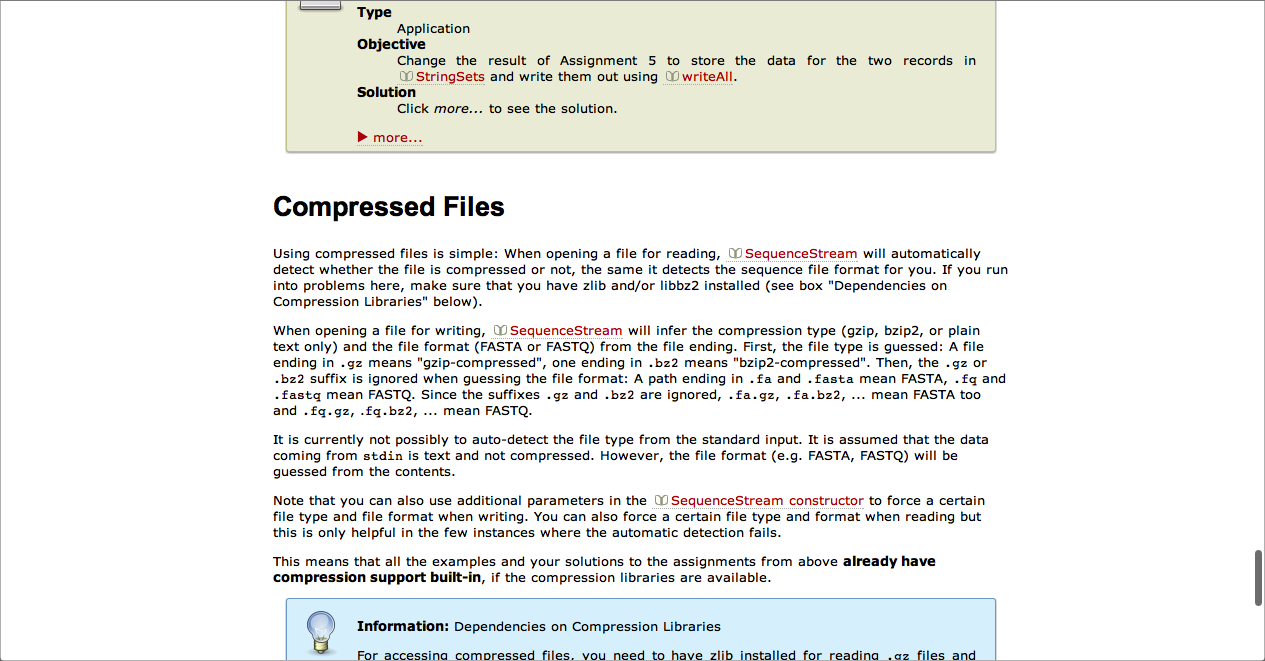 Type
Application
Objective
Change the result of Assignment 5 to store the data for the two records in
StringSets and write them out using writeAll.
Solution
Click more... to see the solution.
more...
Compressed Files
Using compressed files is simple: When opening a file for reading, SequenceStream will automatically
detect whether the file is compressed or not, the same it detects the sequence file format for you. If you run
into problems here, make sure that you have zlib and/or libbz2 installed (see box "Dependencies on
Compression Libraries" below).
When opening a file for writing, SequenceStream will infer the compression type (gzip, bzip2, or plain
text only) and the file format (FASTA or FASTQ) from the file ending. First, the file type is guessed: A file
ending in .gz means "gzip-compressed", one ending in .bz2 means "bzip2-compressed". Then, the .gz or
.bz2 suffix is ignored when guessing the file format: A path ending in .fa and .fasta mean FASTA, .fq and
.fastq mean FASTQ. Since the suffixes .gz and .bz2 are ignored, .fa.gz, .fa.bz2, ... mean FASTA too
and .fq.gz, .fq.bz2, ... mean FASTQ.
It is currently not possibly to auto-detect the file type from the standard input. It is assumed that the data
coming from stdin is text and not compressed. However, the file format (e.g. FASTA, FASTQ) will be
guessed from the contents.
Note that you can also use additional parameters in the SequenceStream constructor to force a certain
file type and file format when writing. You can also force a certain file type and format when reading but
this is only helpful in the few instances where the automatic detection fails.
This means that all the examples and your solutions to the assignments from above already have
compression support built-in, if the compression libraries are available.
Information: Dependencies on Compression Libraries
For accessing compressed files, you need to have zlib installed for reading .gz files and